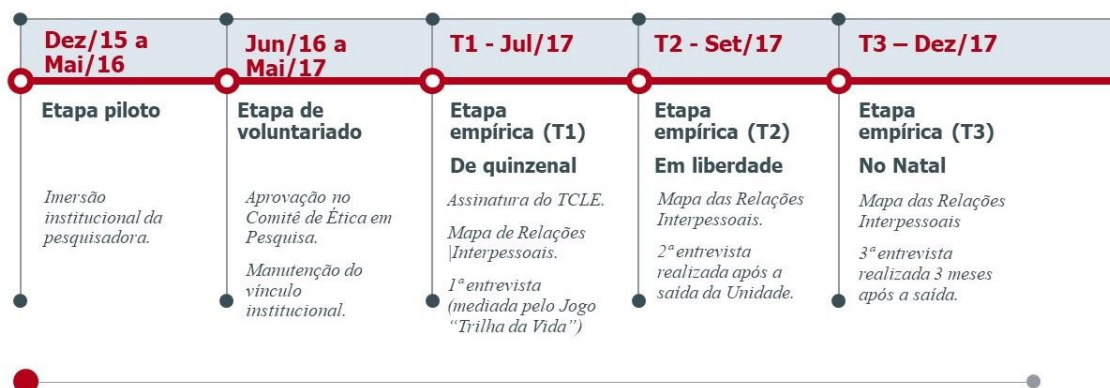 Dez/15 a
Mai/16
Jun/16 a
Mai/17
T1 - Jul/17
T2 - Set/17
T3 – Dez/17
Etapa piloto
Imersão
institucional da
pesquisadora.
Etapa de
voluntariado
Aprovação no
Comitê de Ética em
Pesquisa.
Manutenção do
vínculo
institucional.
Etapa
empírica (T1)
De quinzenal
Assinatura do TCLE.
Mapa de Relações
|Interpessoais.
1ª entrevista
(mediada pelo Jogo
“Trilha da Vida”)
Etapa
empírica (T2)
Em liberdade
Mapa das Relações
Interpessoais.
2ª entrevista
realizada após a
saída da Unidade.
Etapa
empírica (T3)
No Natal
Mapa das Relações
Interpessoais
3ª entrevista
realizada 3 meses
após a saída.